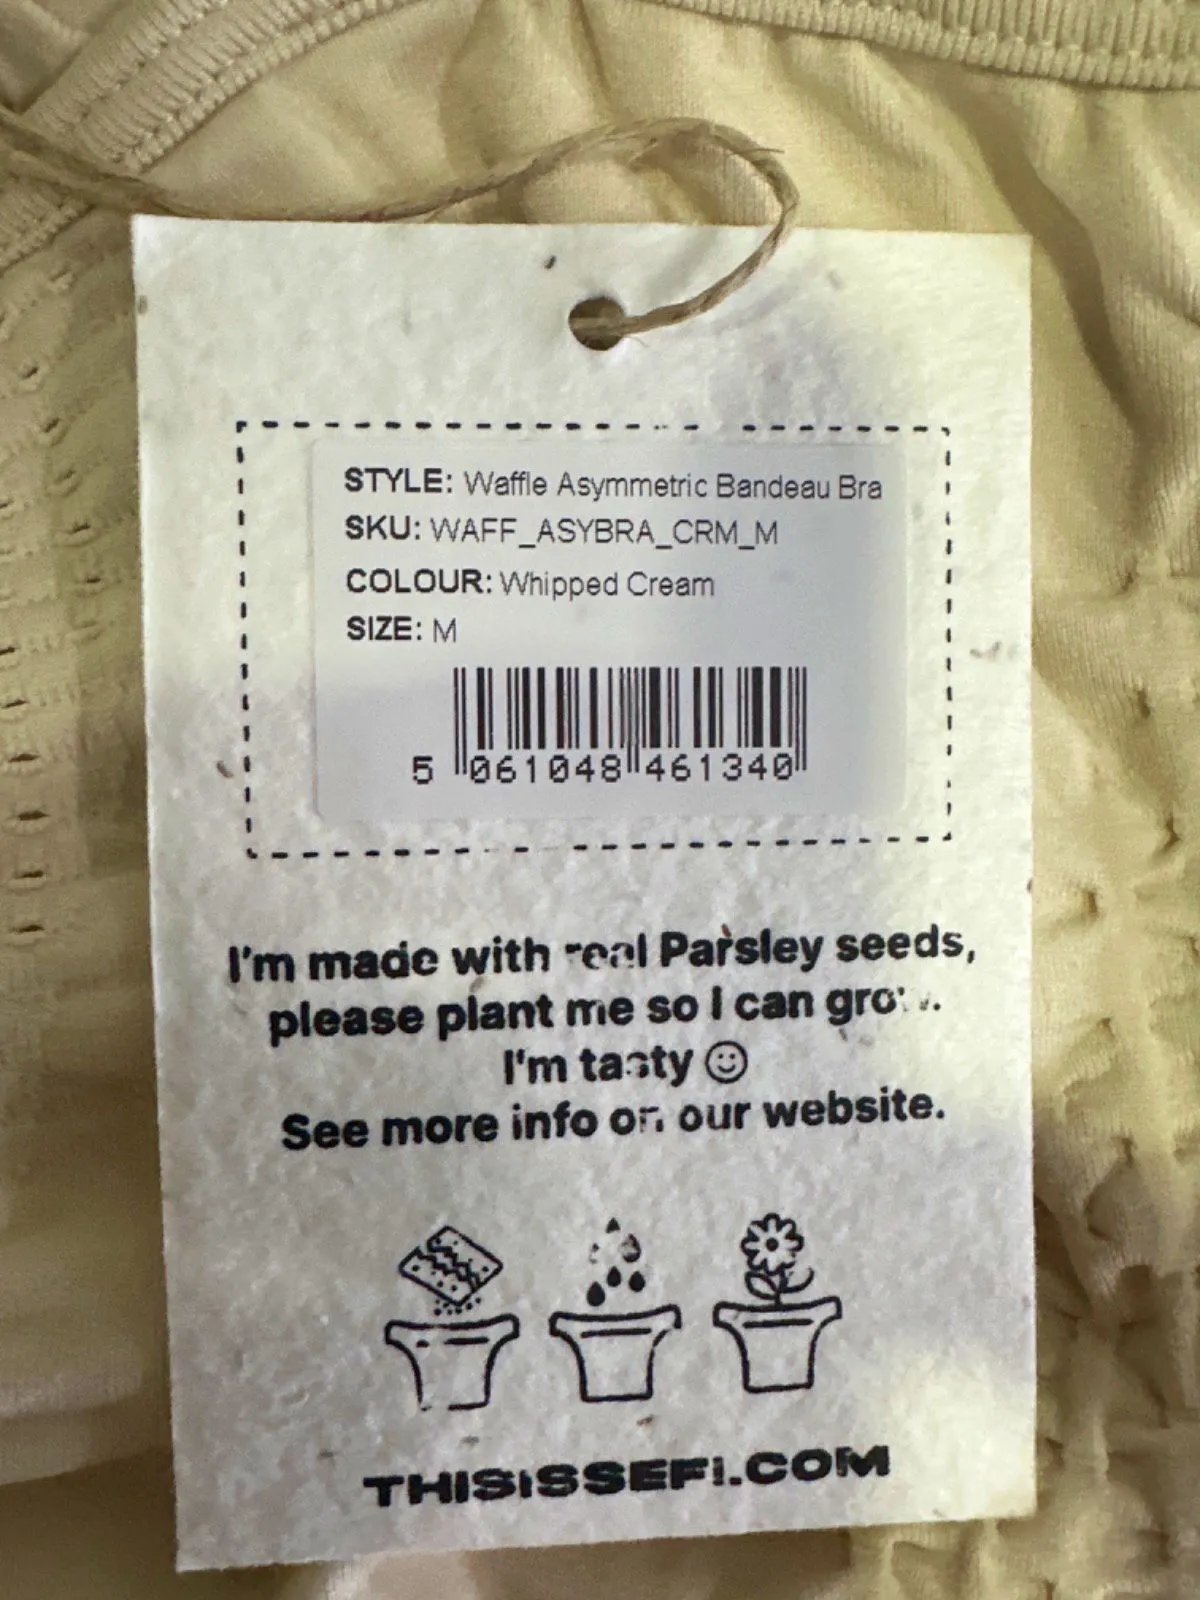 STYLE: Waffle Asymmetric Bandeau Bra
SKU: WAFF_ASYBRA_CRM_M
COLOUR: Whipped Cream
SIZE: M
5 061048 461340
I'm made with real Parsley seeds,
please plant me so I can grow.
I'm tasty ☺
See more info on our website.
THISISSEFI.COM